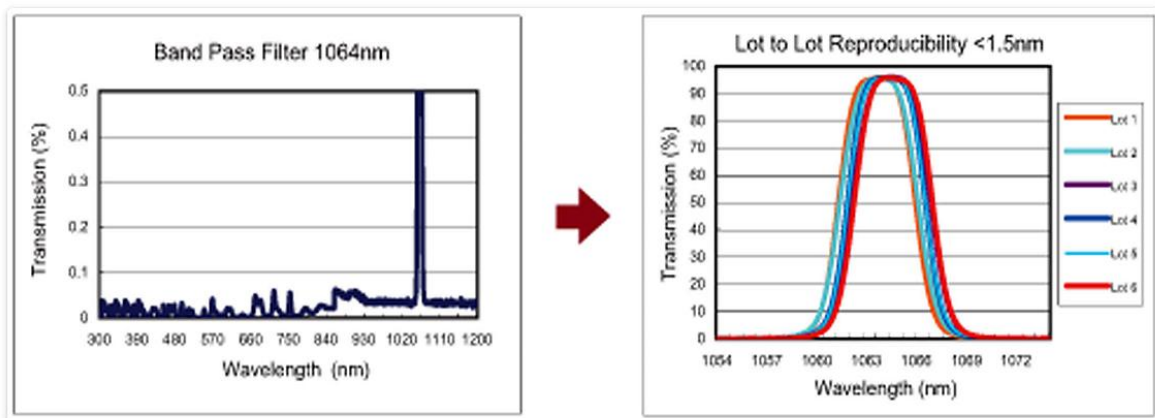 Band Pass Filter 1064nm
0.5
0.4
0.3
0.2
0.1
0
Transmission (%)
300 390 480 570 660 750 840 930 1020 1110 1200
Wavelength (nm)
Lot to Lot Reproducibility <1.5nm
100
90
80
70
60
50
40
30
20
10
0
Transmission (%)
1054 1057 1060 1063 1066 1069 1072
Wavelength (nm)
Lot 1
Lot 2
Lot 3
Lot 4
Lot 5
Lot 6